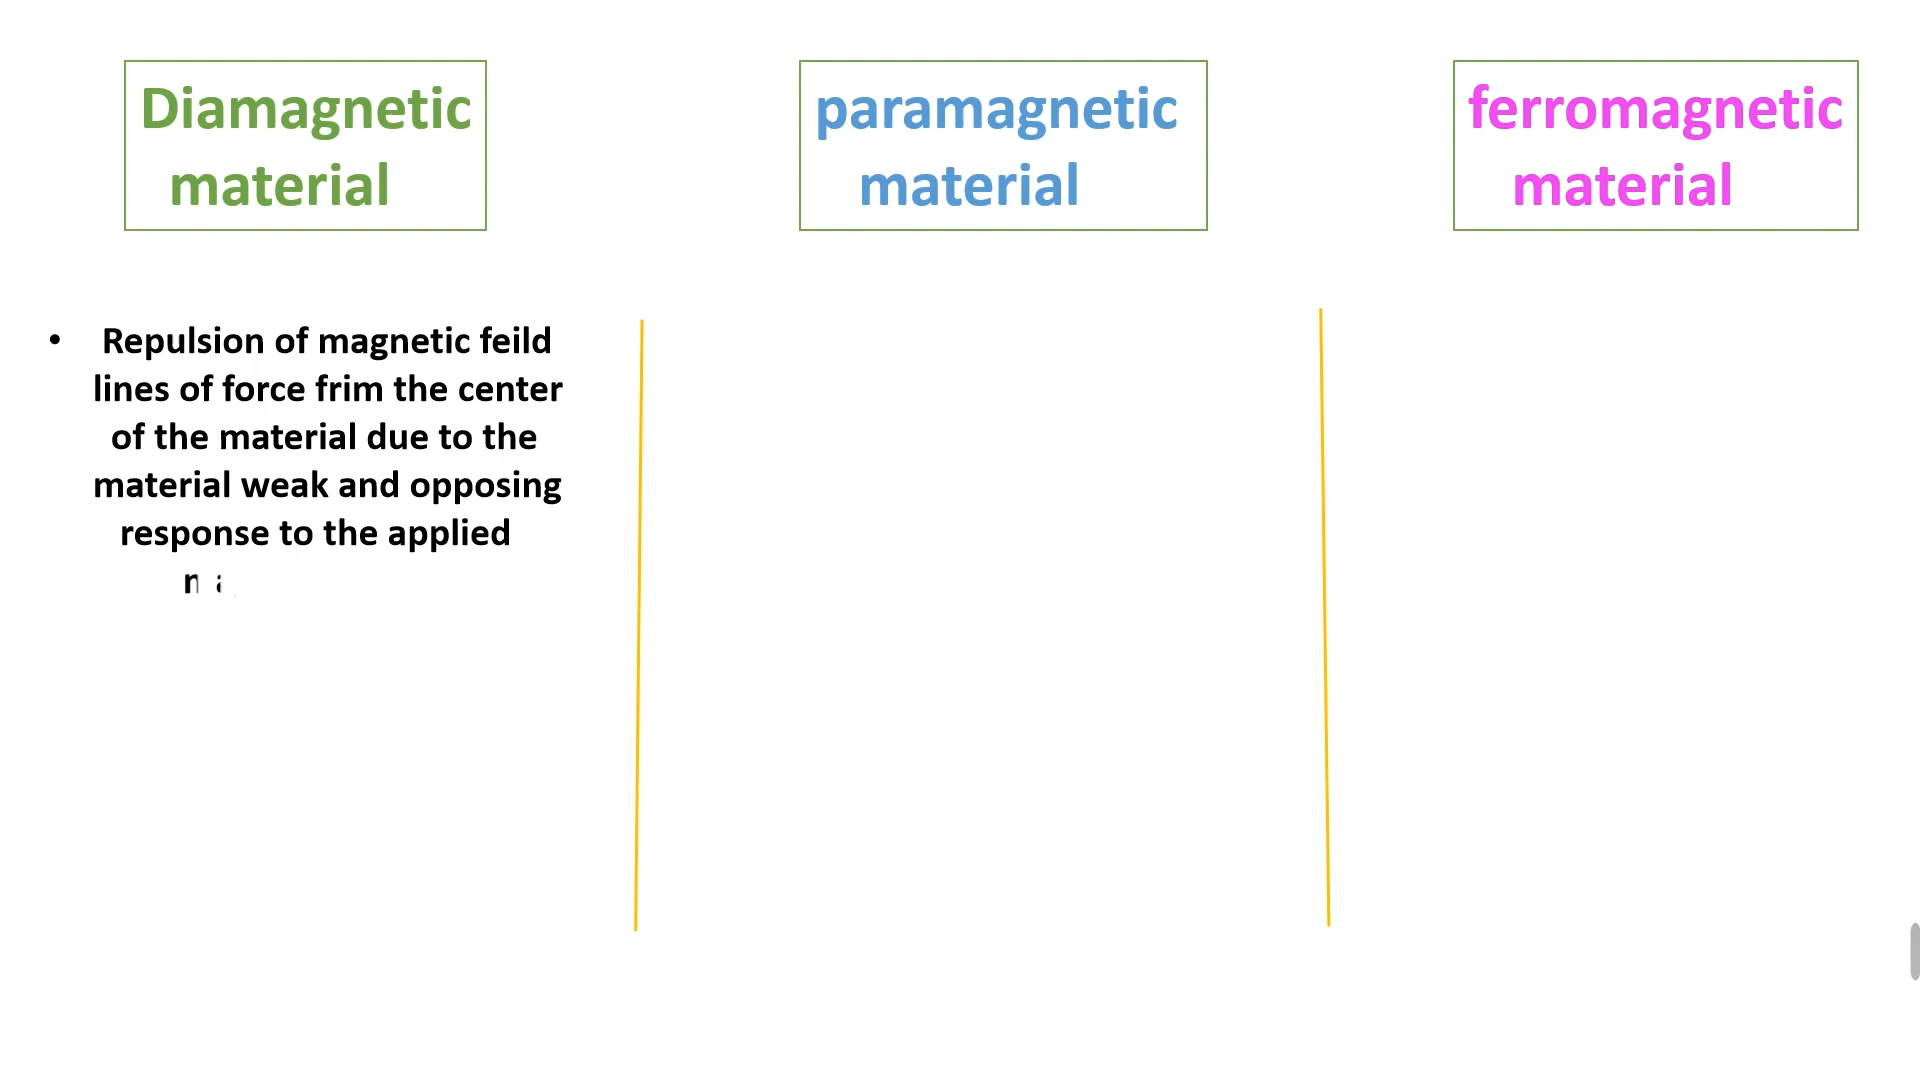 Diamagnetic
material
paramagnetic
material
ferromagnetic
material
• Repulsion of magnetic feild
lines of force frim the center
of the material due to the
material weak and opposing
response to the applied